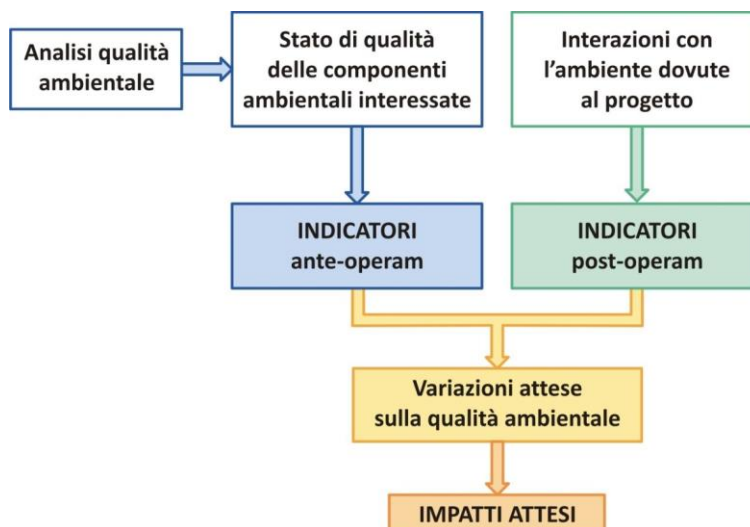 Analisi qualità
ambientale
Stato di qualità
delle componenti
ambientali interessate
Interazioni con
l'ambiente dovute
al progetto
INDICATORI
ante-operam
INDICATORI
post-operam
Variazioni attese
sulla qualità ambientale
IMPATTI ATTESI